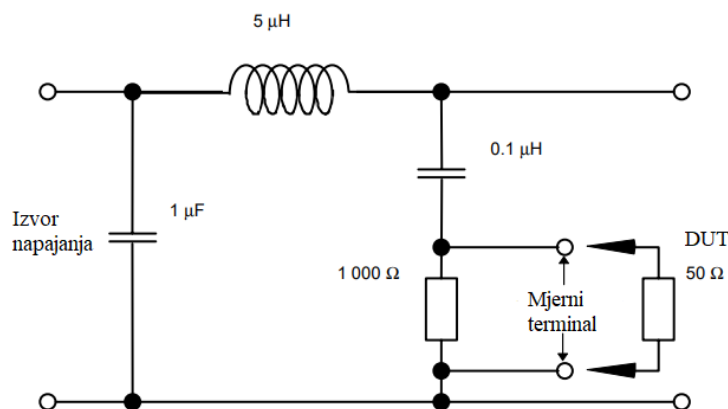 5 µH
0.1 µH
Izvor
napajanja
1 µF
DUT
1 000 Ω
50 Ω
Mjerni
terminal